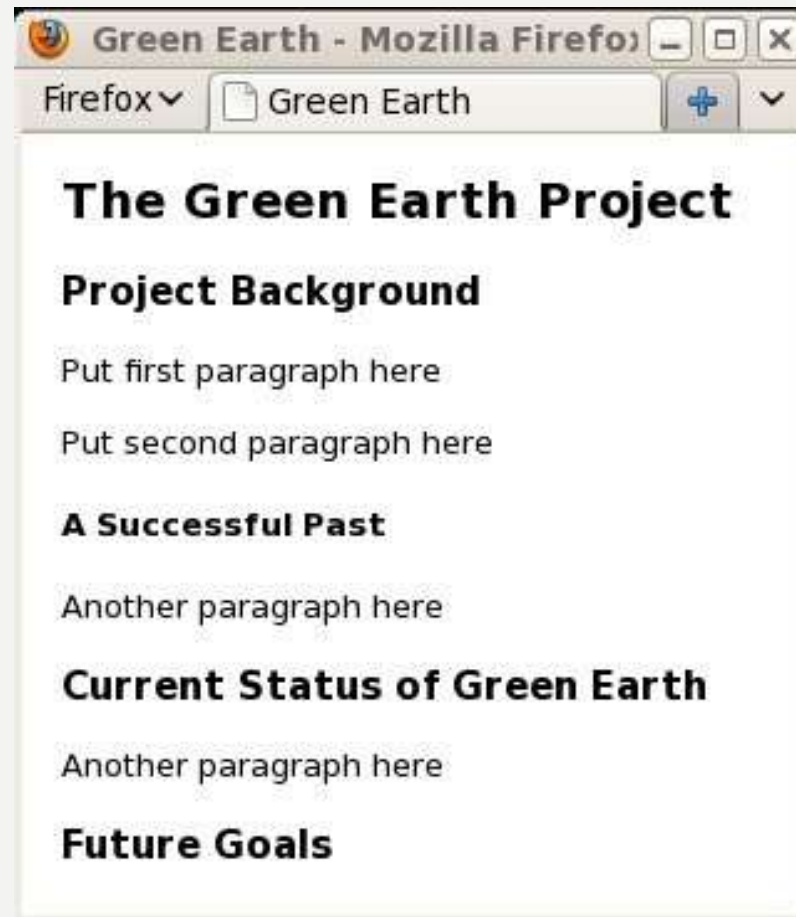 Green Earth - Mozilla Firefo
Firefox
Green Earth
The Green Earth Project
Project Background
Put first paragraph here
Put second paragraph here
A Successful Past
Another paragraph here
Current Status of Green Earth
Another paragraph here
Future Goals